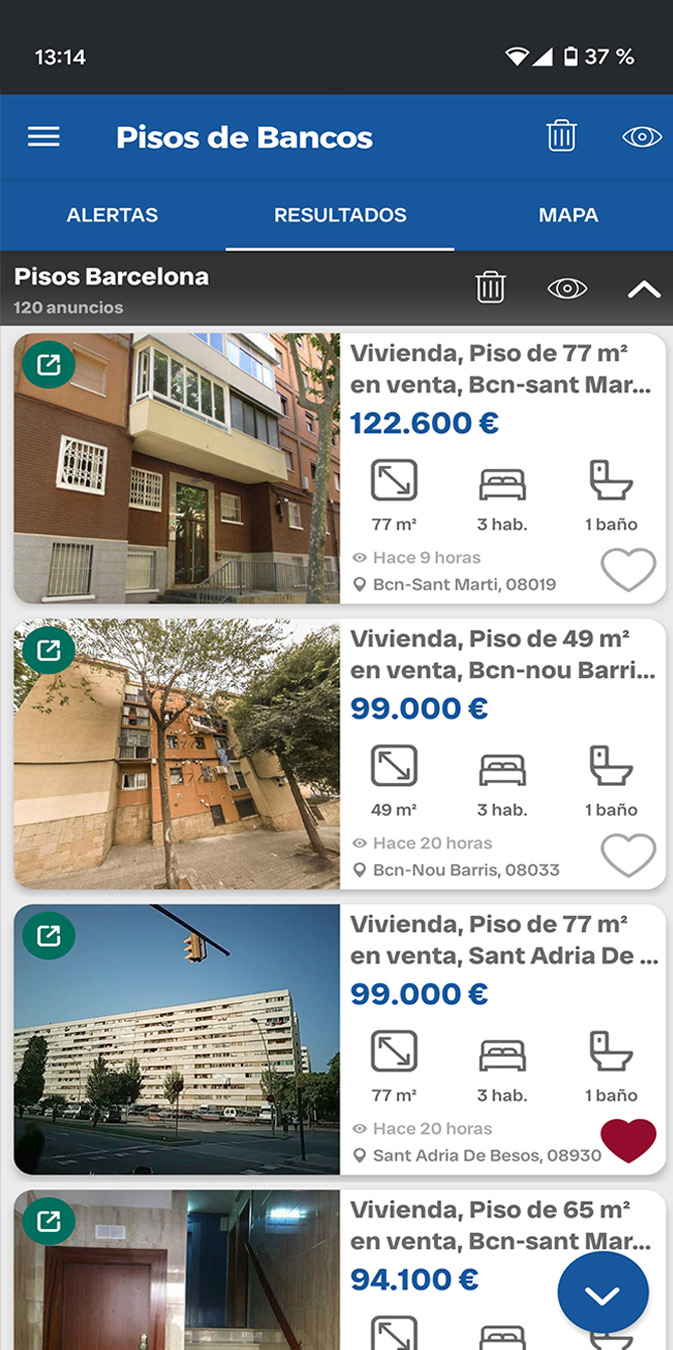 13:14
37 %
Pisos de Bancos
ALERTAS
RESULTADOS
MAPA
Pisos Barcelona
120 anuncios
Vivienda, Piso de 77 m²
en venta, Bcn-sant Mar...
122.600 €
77 m²
3 hab.
1 baño
Hace 9 horas
Bcn-Sant Marti, 08019
Vivienda, Piso de 49 m²
en venta, Bcn-nou Barri...
99.000 €
49 m²
3 hab.
1 baño
Hace 20 horas
Bcn-Nou Barris, 08033
Vivienda, Piso de 77 m²
en venta, Sant Adria De ...
99.000 €
77 m²
3 hab.
1 baño
Hace 20 horas
Sant Adria De Besos, 08930
Vivienda, Piso de 65 m²
en venta, Bcn-sant Mar...
94.100 €